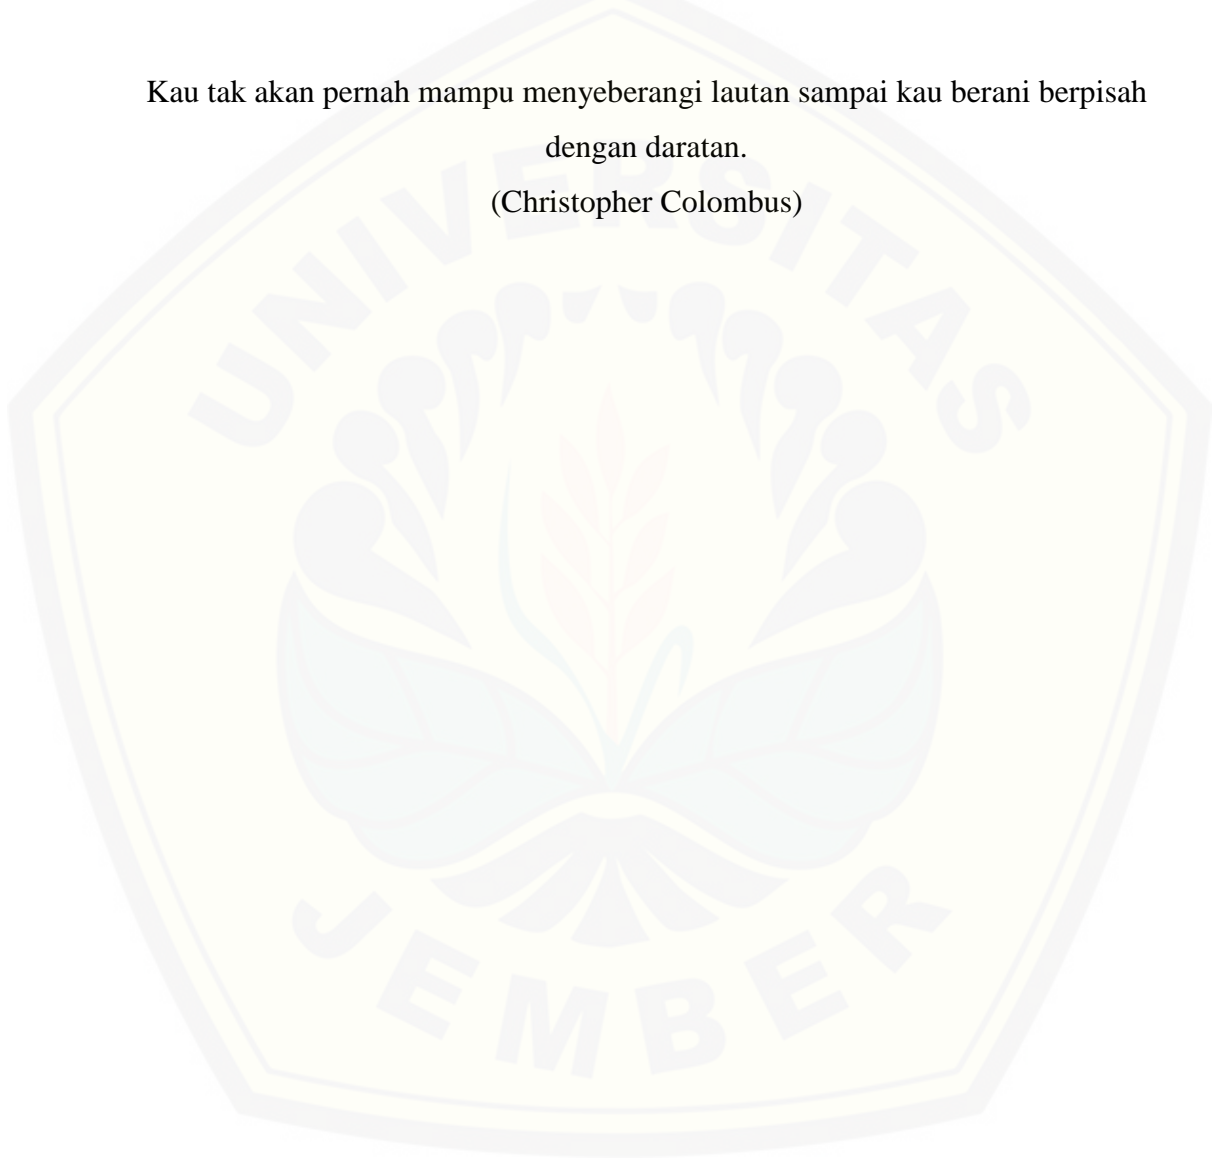 Kau tak akan pernah mampu menyeberangi lautan sampai kau berani berpisah
dengan daratan.
(Christopher Colombus)
UNIVERSITAS
JEMBER